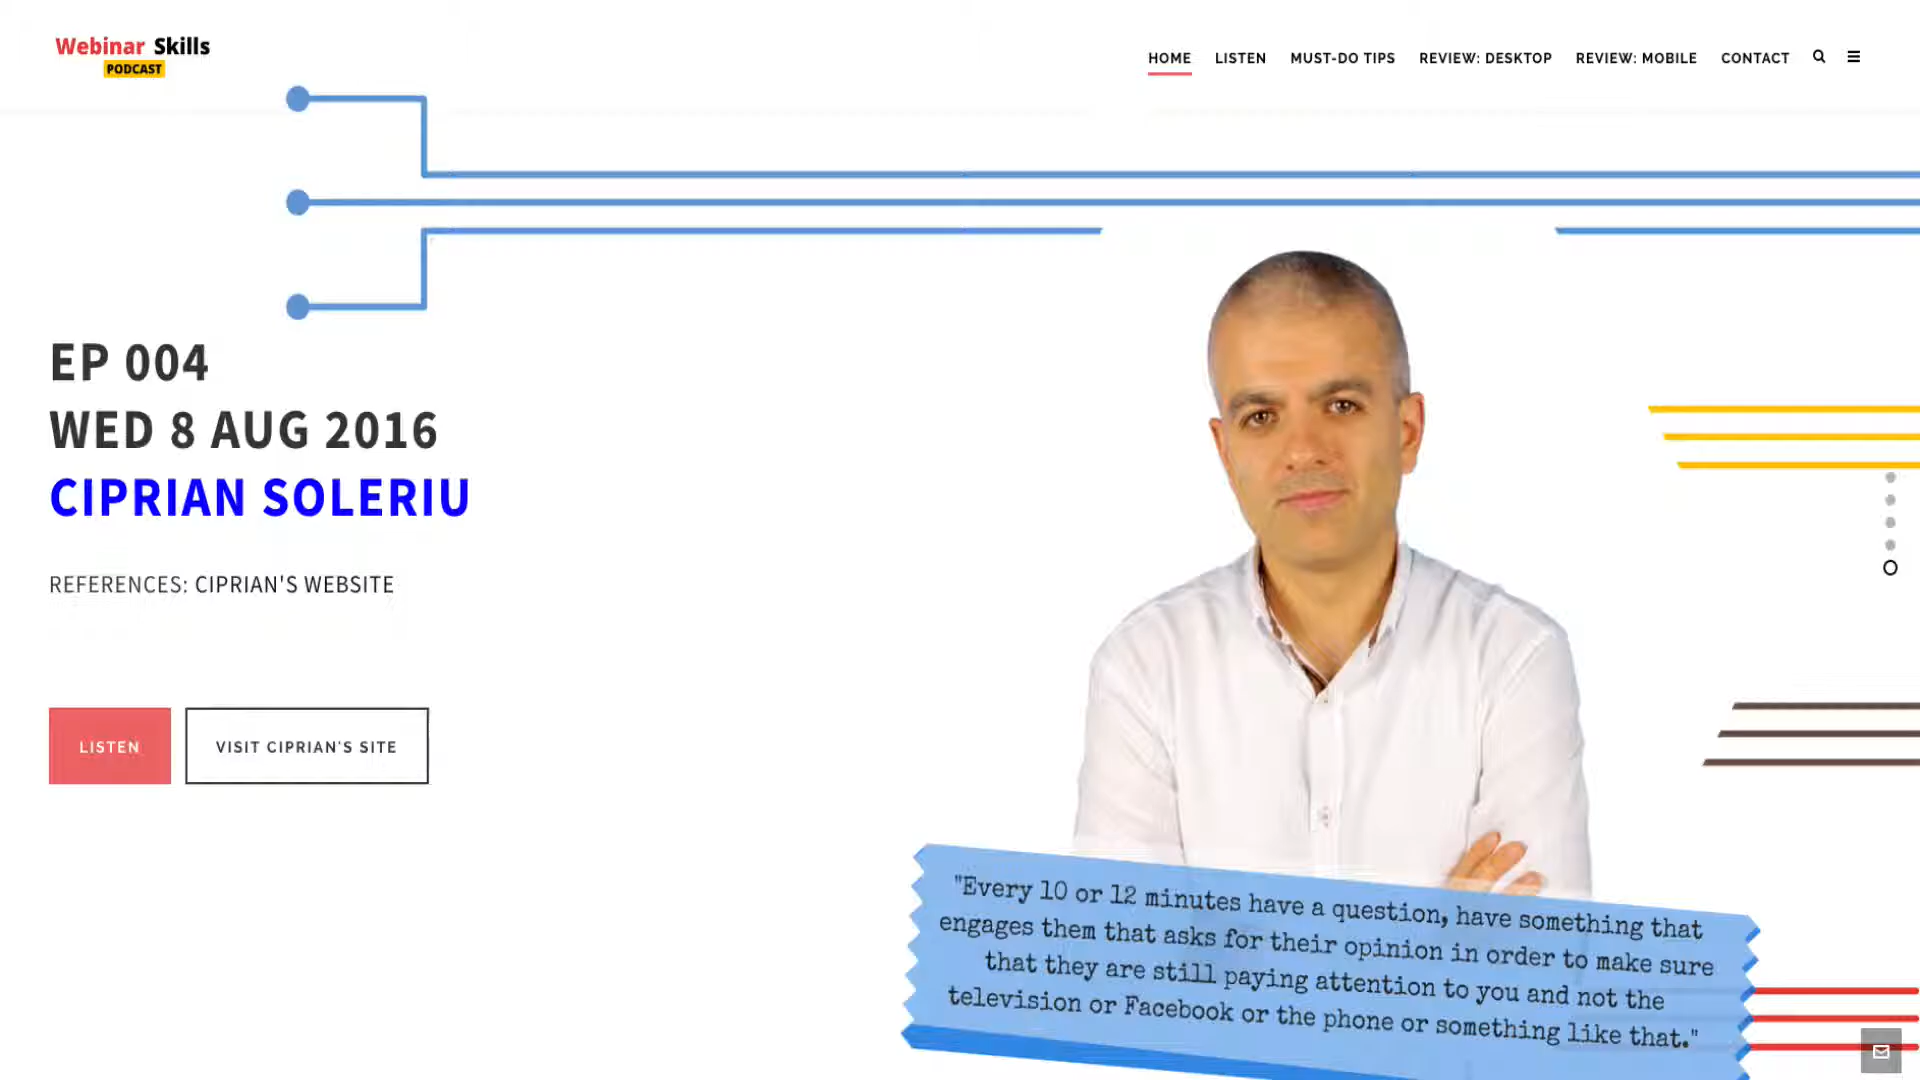 Webinar Skills
PODCAST
HOME LISTEN MUST-DO TIPS REVIEW: DESKTOP REVIEW: MOBILE CONTACT
EP 004
WED 8 AUG 2016
CIPRIAN SOLERIU
REFERENCES: CIPRIAN'S WEBSITE
LISTEN VISIT CIPRIAN'S SITE
"Every 10 or 12 minutes have a question, have something that
engages them that asks for their opinion in order to make sure
that they are still paying attention to you and not the
television or Facebook or the phone or something like that."